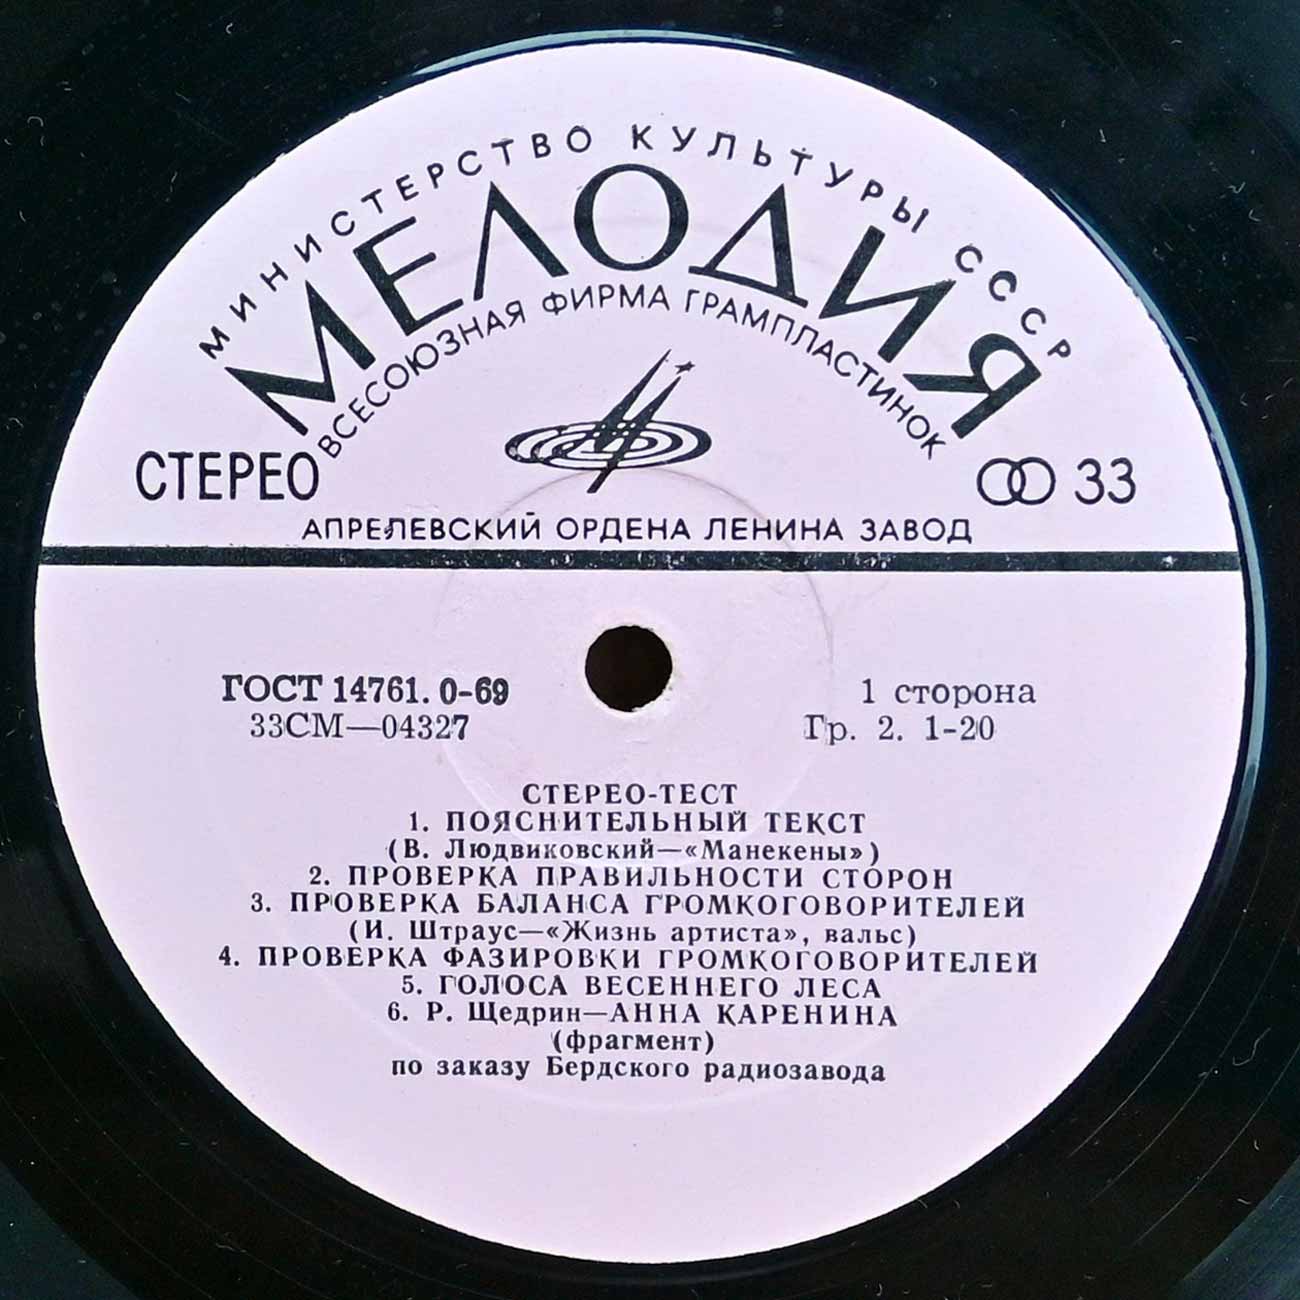 МИНИСТЕРСТВО КУЛЬТУРЫ СССР
МЕЛОДИЯ
ВСЕСОЮЗНАЯ ФИРМА ГРАМПЛАСТИНОК
СТЕРЕО
33
АПРЕЛЕВСКИЙ ОРДЕНА ЛЕНИНА ЗАВОД
ГОСТ 14761. 0-69
1 сторона
33СМ—04327
Гр. 2. 1-20
СТЕРЕО-ТЕСТ
1. ПОЯСНИТЕЛЬНЫЙ ТЕКСТ
(В. Людвиковский—«Манекены»)
2. ПРОВЕРКА ПРАВИЛЬНОСТИ СТОРОН
3. ПРОВЕРКА БАЛАНСА ГРОМКОГОВОРИТЕЛЕЙ
(И. Штраус—«Жизнь артиста», вальс)
4. ПРОВЕРКА ФАЗИРОВКИ ГРОМКОГОВОРИТЕЛЕЙ
5. ГОЛОСА ВЕСЕННЕГО ЛЕСА
6. Р. Щедрин—АННА КАРЕНИНА
(фрагмент)
по заказу Бердского радиозавода